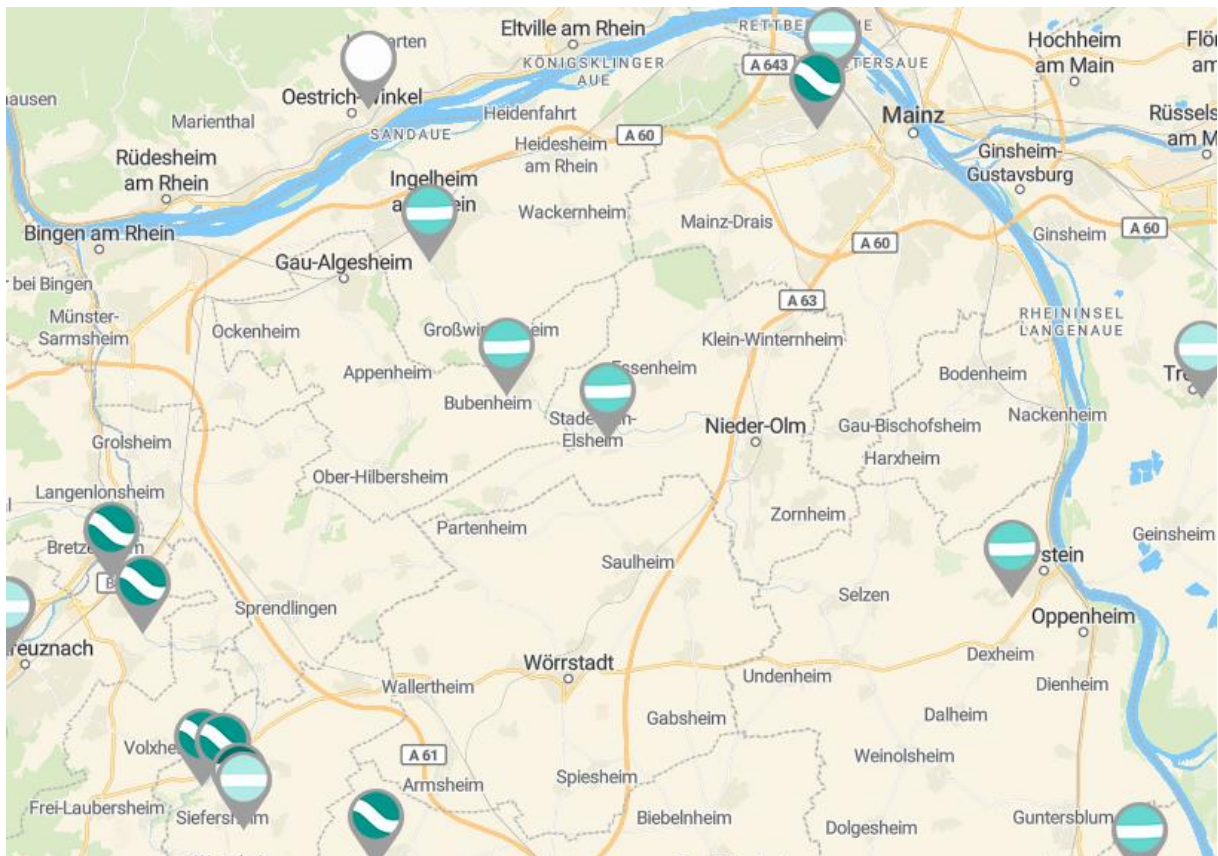 Eltville am Rhein
KÖNIGSKLINGER
AUE
A 643
Hochheim
am Main
hausen
Oestrich-Winkel
Marienthal
SANDAUE
Heidenfahrt
A 60
Heidesheim
am Rhein
Mainz
Ginsheim-
Gustavsburg
Rüdesheim
am Rhein
Ingelheim
Wackernheim
Mainz-Drais
A 60
Ginsheim
A 60
Bingen am Rhein
Gau-Algesheim
r bei Bingen
A 63
Münster-
Sarmsheim
Ockenheim
RHEININSEL
LANGENAUE
Klein-Winternheim
Appenheim
Essenheim
Bodenheim
Bubenheim
Elsheim
Nieder-Olm
Gau-Bischofsheim
Nackenheim
Grolsheim
Harxheim
Ober-Hilbersheim
Langenlonsheim
Partenheim
Zornheim
Saulheim
Geinsheim
Selzen
Sprendlingen
Oppenheim
reuznach
Wörrstadt
Dexheim
Wallertheim
Undenheim
Dienheim
Gabsheim
Dalheim
A 61
Weinolsheim
Armsheim
Spiesheim
Frei-Laubersheim
Siefersheim
Biebelnheim
Dolgesheim
Guntersblum